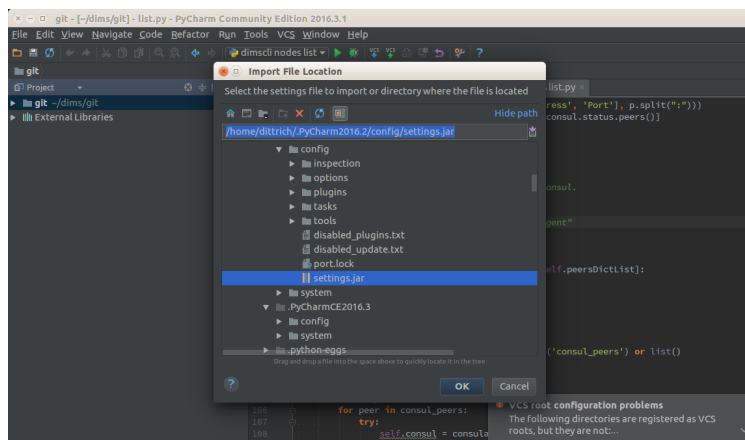 git - [~/dims/git] - list.py - PyCharm Community Edition 2016.3.1
File Edit View Navigate Code Refactor Run Tools VCS Window Help
dimscli nodes list
VCS VCS
git
Project
Import File Location
list.py
Select the settings file to import or directory where the file is located
git ~/dims/git
External Libraries
Hide path
ress', 'Port'], p.split(":")))
consul.status.peers()]
/home/dittrich/.PyCharm2016.2/config/settings.jar
config
inspection
options
plugins
onsul.
tasks
tools
gent"
disabled_plugins.txt
disabled_update.txt
port.lock
elf.peersDictList]:
settings.jar
system
.PyCharmCE2016.3
config
system
.python-eggs
('consul_peers') or list()
Drag and drop a file into the space above to quickly locate it in the tree
?
OK
Cancel
186 for peer in consul_peers:
187 try:
198 self.consul = consula
VCS root configuration problems
The following directories are registered as VCS
roots, but they are not:...